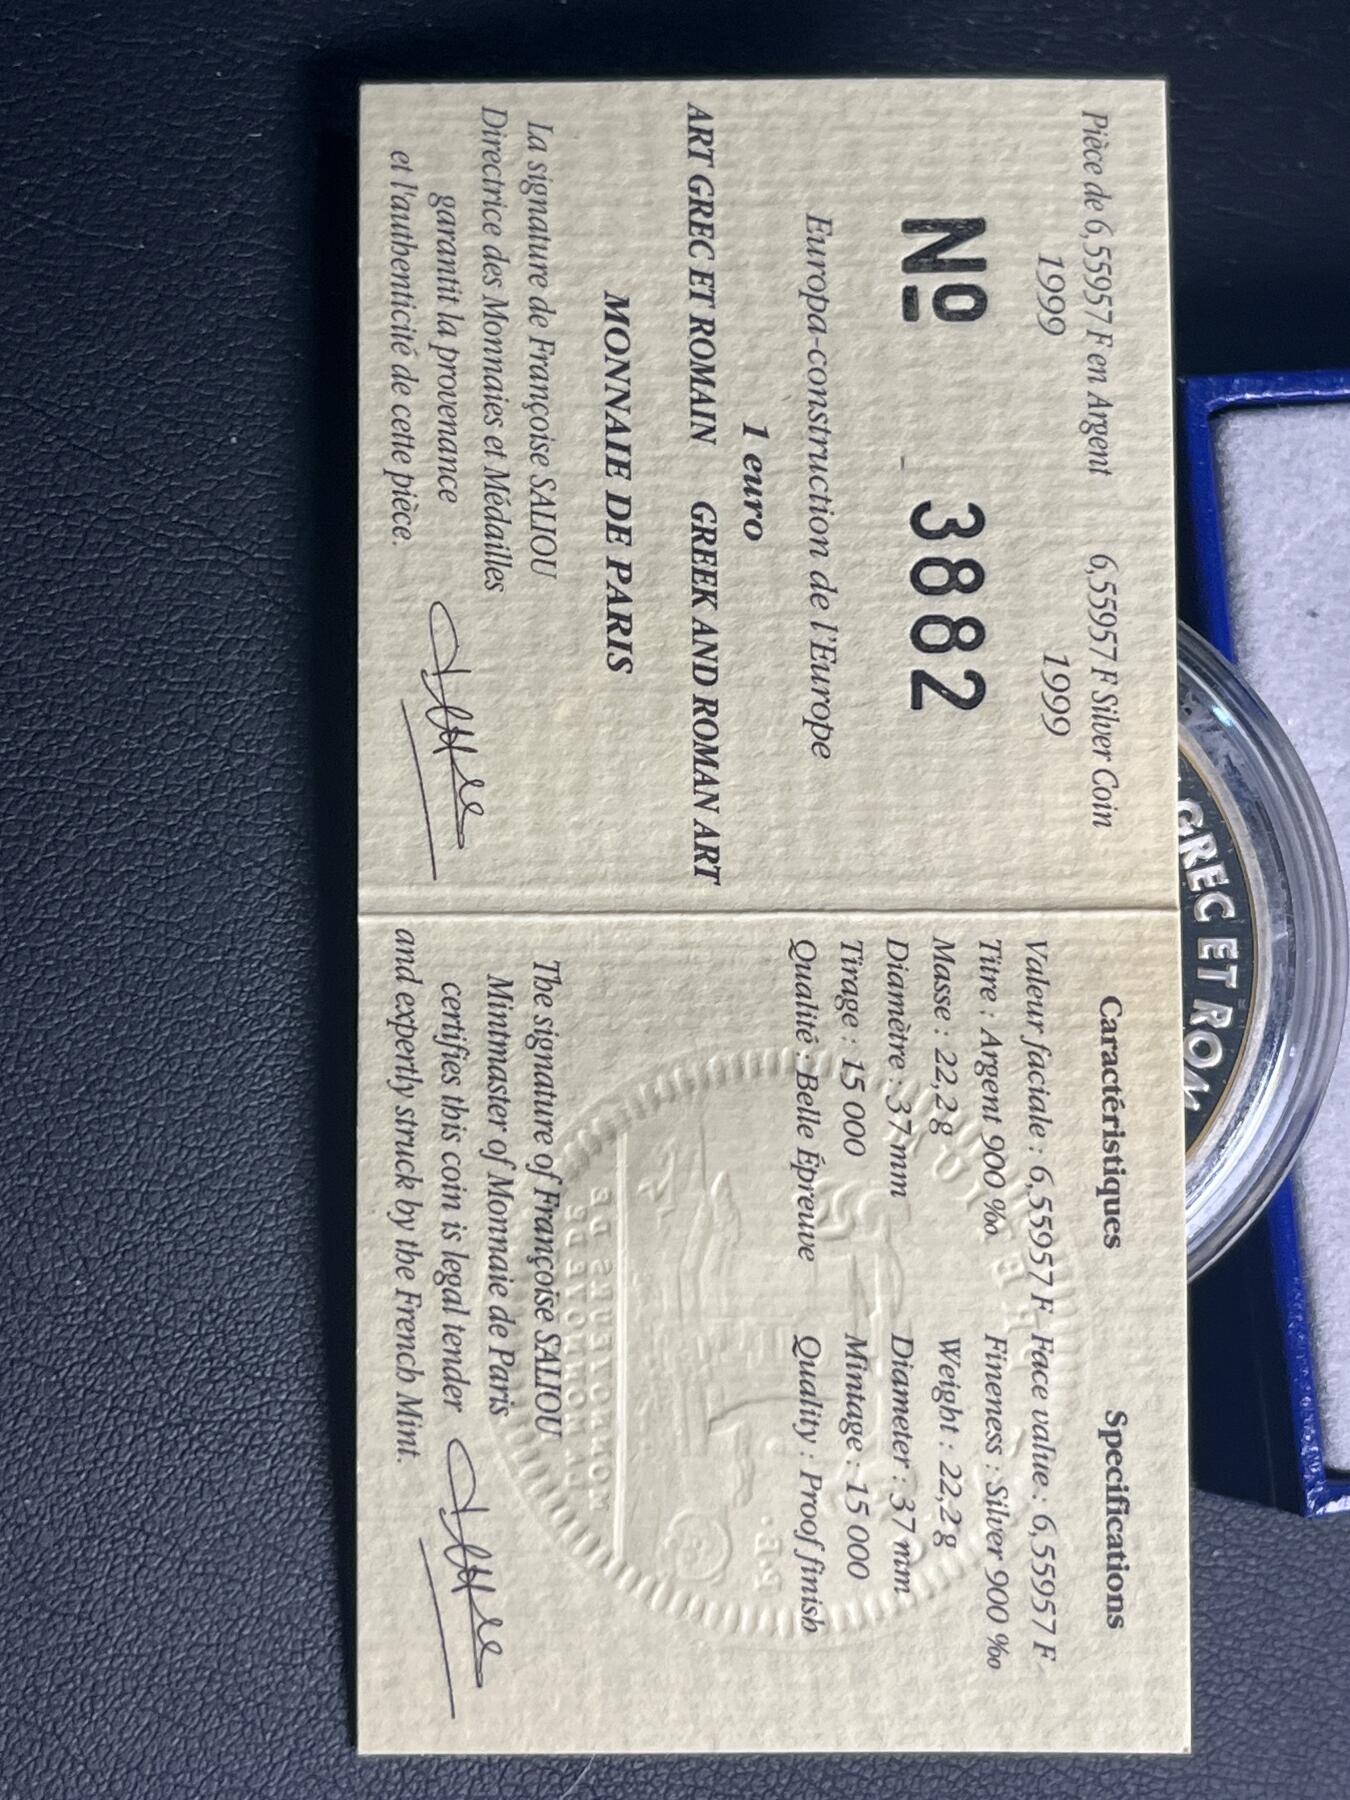 Pièce de 6,55957 F en Argent
1999
6,55957 F Silver Coin
1999
Nº 3882
Europa-construction de l'Europe
1 euro
ART GREC ET ROMAIN GREEK AND ROMAN ART
MONNAIE DE PARIS
La signature de Françoise SALIOU
Directrice des Monnaies et Médailles
garantit la provenance
et l'authenticité de cette pièce.
Caractéristiques
Valeur faciale : 6,55957 F
Titre : Argent 900 ‰
Masse : 22,2 g
Diamètre : 37 mm
Tirage : 15 000
Qualité : Belle Épreuve
Specifications
Face value : 6,55957 F
Fineness : Silver 900 ‰
Weight : 22,2 g
Diameter : 37 mm
Mintage : 15 000
Quality : Proof finish
The signature of Françoise SALIOU
Mintmaster of Monnaie de Paris
certifies this coin is legal tender
and expertly struck by the French Mint.
GREC ET ROM